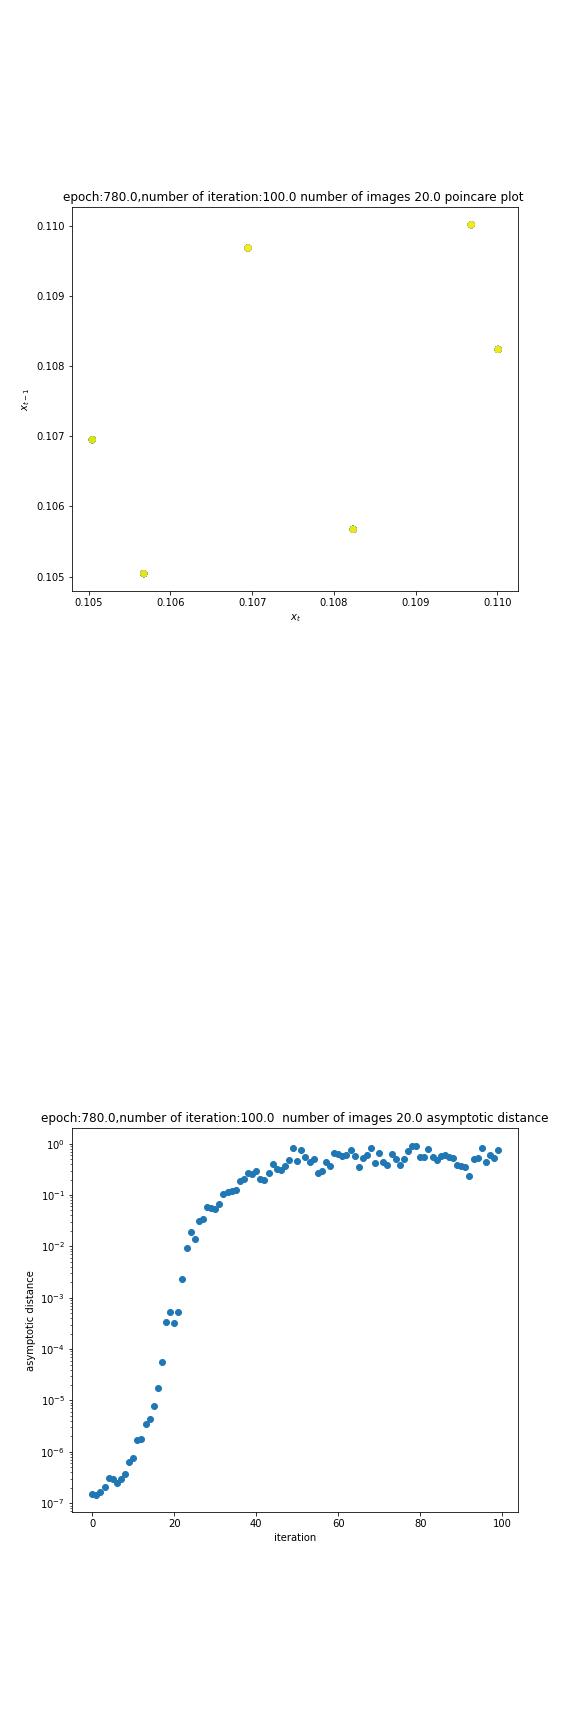 epoch:780.0,number of iteration:100.0 number of images 20.0 poincare plot
0.110
0.109
0.108
0.107
0.106
0.105
x_{t-1}
0.105 0.106 0.107 0.108 0.109 0.110
x_t
epoch:780.0,number of iteration:100.0  number of images 20.0 asymptotic distance
10^0
10^{-1}
10^{-2}
10^{-3}
10^{-4}
10^{-5}
10^{-6}
10^{-7}
asymptotic distance
0 20 40 60 80 100
iteration